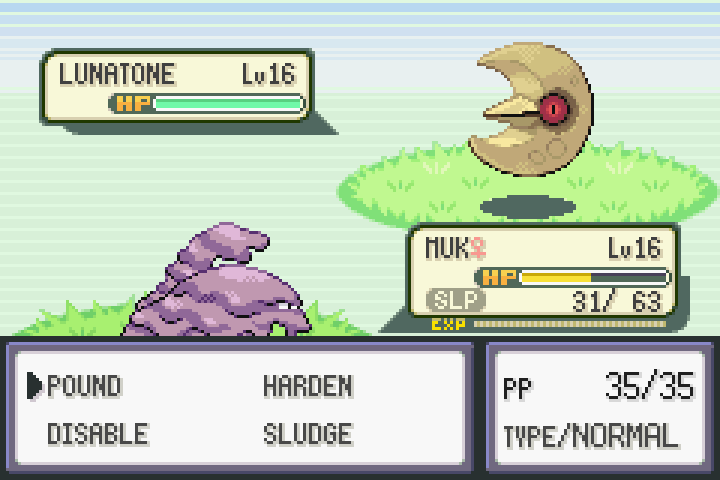 LUNATONE Lv16
HP
MUK♀ Lv16
HP
SLP 31/ 63
EXP
POUND HARDEN
DISABLE SLUDGE
PP 35/35
TYPE/NORMAL